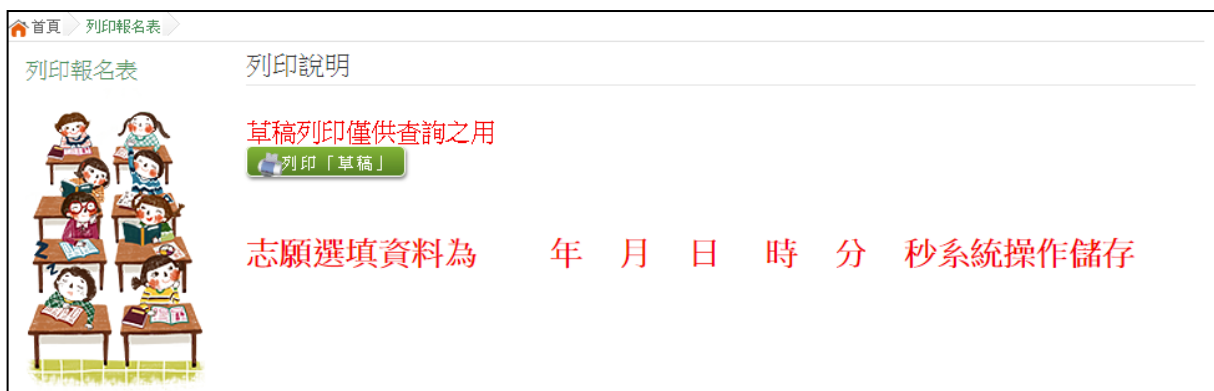 首頁 列印報名表
列印報名表
列印說明
草稿列印僅供查詢之用
列印「草稿」
志願選填資料為 年 月 日 時 分 秒系統操作儲存